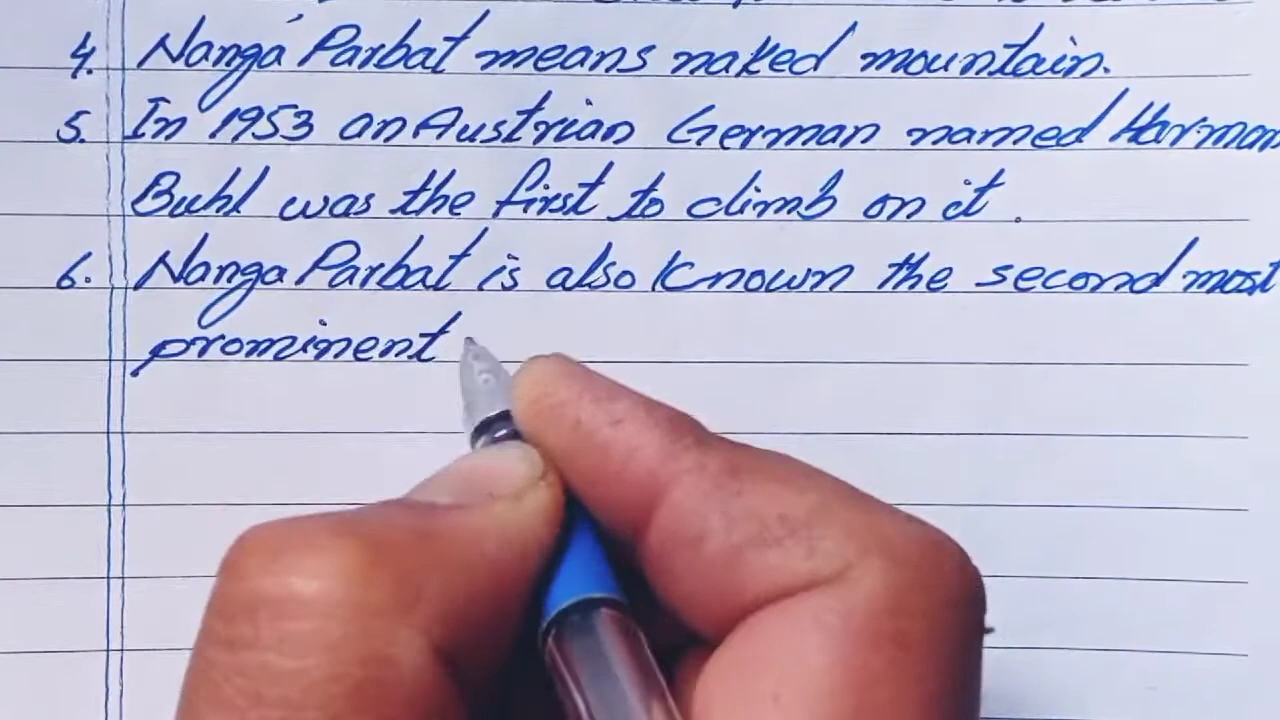 4. Nanga Parbat means naked mountain.
5. In 1953 an Austrian German named Harman
Buhl was the first to climb on it.
6. Nanga Parbat is also known the second most
prominent